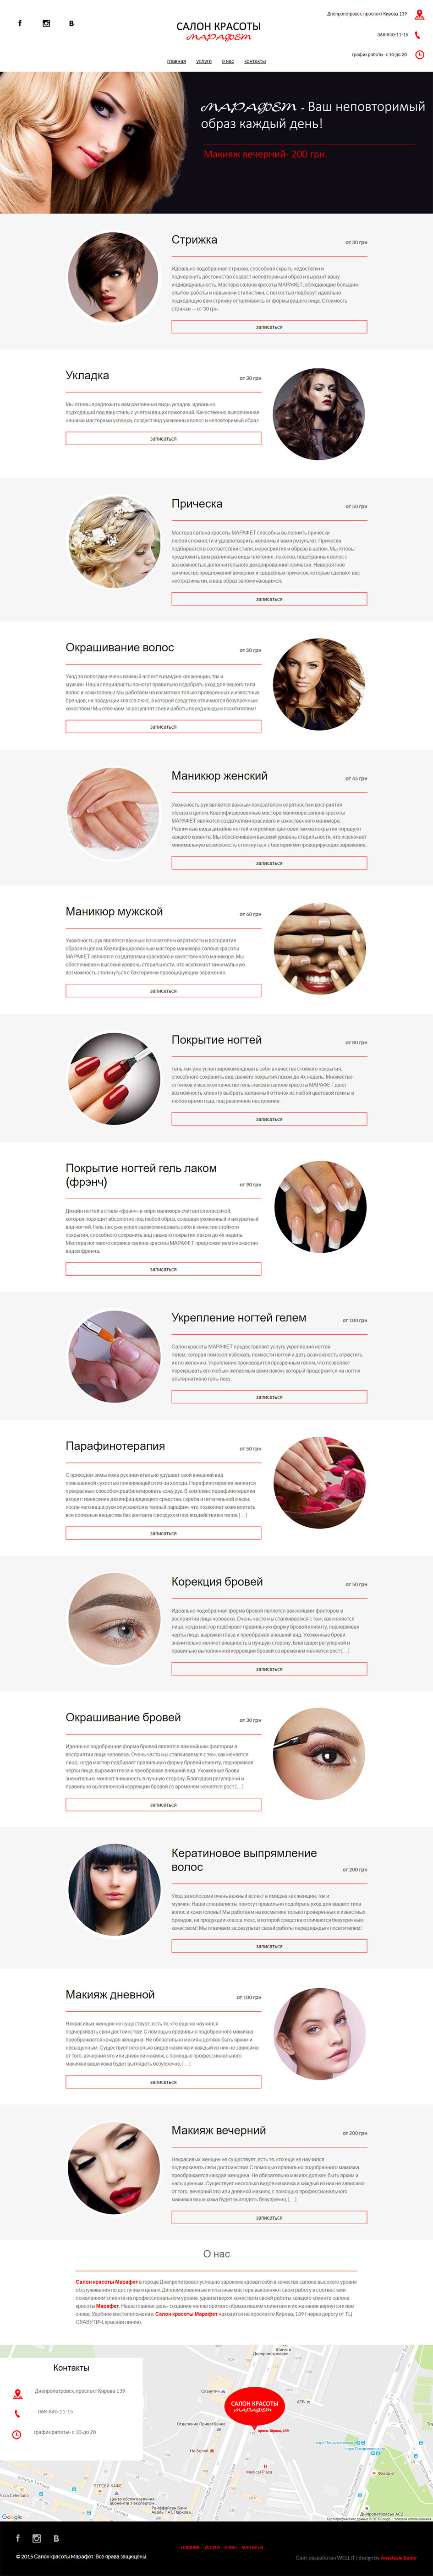 Днепропетровск, проспект Кирова 139
САЛОН КРАСОТЫ
МАРАФЕТ
068-840-11-15
график работы - с 10-до 20
главная услуги о нас контакты
МАРАФЕТ - Ваш неповторимый
образ каждый день!
Макияж вечерний- 200 грн.
Стрижка
от 30 грн
Идеально подобранная стрижка, способная скрыть недостатки и
подчеркнуть достоинства создаст неповторимый образ и выразит вашу
индивидуальность. Мастера салона красоты МАРАФЕТ, обладающие большим
опытом работы и навыками стилистики, с легкостью подберут идеально
подходящую вам стрижку отталкиваясь от формы вашего лица. Стоимость
стрижки — от 30 грн.
записаться
Укладка
от 30 грн
Мы готовы предложить вам различные виды укладок, идеально
подходящий под ваш стиль с учетом ваших пожеланий. Качественно выполненная
нашими мастерами укладка, создаст вид ухоженных волос и неповторимый образ.
записаться
Прическа
от 50 грн
Мастера салона красоты МАРАФЕТ способны выполнить прически
любой сложности и удовлетворять желаемый вами результат. Прическа
подбирается в соответствии стиля, мероприятия и образа в целом. Мы готовы
предложить вам различные виды плетения, локонов, подобранных волос с
возможностью дополнительного декорирования прически. Невероятное
количество предложений вечерних и свадебных причесок, которые сделают вас
неотразимыми, а ваш образ запоминающимся.
записаться
Окрашивание волос
от 50 грн
Уход за волосами очень важный аспект в имидже как женщин, так и
мужчин. Наши специалисты помогут правильно подобрать уход для вашего типа
волос и кожи головы! Мы работаем на косметике только проверенных и известных
брендов, на продукции класса люкс, в которой средства отличаются безупречным
качеством! Мы отвечаем за результат своей работы перед каждым посетителем!
записаться
Маникюр женский
от 45 грн
Ухоженность рук является важным показателем опрятности и восприятия
образа в целом. Квалифицированные мастера маникюра салона красоты
МАРАФЕТ являются создателями красивого и качественного маникюра.
Различные виды дизайна ногтей и огромная цветовая гамма покрытия порадуют
каждого клиента. Мы обеспечиваем высокий уровень стерильности, что исключает
минимальную возможность столкнуться с бактериями провоцирующих заражение.
записаться
Маникюр мужской
от 60 грн
Ухоженность рук является важным показателем опрятности и восприятия
образа в целом. Квалифицированные мастера маникюра салона красоты
МАРАФЕТ являются создателями красивого и качественного маникюра. Мы
обеспечиваем высокий уровень стерильности, что исключает минимальную
возможность столкнуться с бактериями провоцирующих заражение.
записаться
Покрытие ногтей
от 80 грн
Гель лак уже успел зарекомендовать себя в качестве стойкого покрытия,
способного сохранить вид свежего покрытия лаком до 4х недель. Множество
оттенков и высокое качество гель-лаков в салоне красоты МАРАФЕТ дают
возможность клиенту выбрать желанный оттенок из любой цветовой гаммы в
любое время года, под различное настроение.
записаться
Покрытие ногтей гель лаком
(фрэнч)
от 90 грн
Дизайн ногтей в стиле «фрэнч» в мире маникюра считается классикой,
которая подходит абсолютно под любой образ, создавая ухоженный и аккуратный
вид ногтей. Гель лак уже успел зарекомендовать себя в качестве стойкого
покрытия, способного сохранить вид свежего покрытия лаком до 4х недель.
Мастера ногтевого сервиса салона красоты МАРАФЕТ предложат вам множество
видов френча.
записаться
Укрепление ногтей гелем
от 100 грн
Салон красоты МАРАФЕТ предоставляет услугу укрепления ногтей
гелем, которая поможет избежать ломкости ногтей и дать возможность отрастить
их по желанию. Укрепление производится прозрачным гелем, что позволяет
перекрывать его любым желаемым вами лаком, который продержится на ногтях
альтернативно гель-лаку.
записаться
Парафинотерапия
от 50 грн
С приходом зимы кожа рук значительно ухудшает свой внешний вид,
повышенной сухостью появляющейся из-за холода. Парафинотерапия является
прекрасным способом реабилитировать кожу рук. В комплекс парафинотерапии
входит: нанесение дезинфицирующего средства, скраба и питательной маски,
после чего ваши руки опускается в теплый парафин, что позволяет коже впитать
все полезные вещества без контакта с воздухом под воздействием тепла […]
записаться
Корекция бровей
от 50 грн
Идеально подобранная форма бровей является важнейшим фактором в
восприятии лица человека. Очень часто мы сталкиваемся с тем, как меняется
лицо, когда мастер подбирает правильную форму бровей клиенту, подчеркивая
черты лица, выражая глаза и преображая внешний вид. Ухоженные брови
значительно меняет внешность в лучшую сторону. Благодаря регулярной и
правильно выполненной коррекции бровей со временем меняется рост […]
записаться
Окрашивание бровей
от 30 грн
Идеально подобранная форма бровей является важнейшим фактором в
восприятии лица человека. Очень часто мы сталкиваемся с тем, как меняется
лицо, когда мастер подбирает правильную форму бровей клиенту, подчеркивая
черты лица, выражая глаза и преображая внешний вид. Ухоженные брови
значительно меняет внешность в лучшую сторону. Благодаря регулярной и
правильно выполненной коррекции бровей со временем меняется рост […]
записаться
Кератиновое выпрямление
волос
от 200 грн
Уход за волосами очень важный аспект в имидже как женщин, так и
мужчин. Наши специалисты помогут правильно подобрать уход для вашего типа
волос и кожи головы! Мы работаем на косметике только проверенных и известных
брендов, на продукции класса люкс, в которой средства отличаются безупречным
качеством! Мы отвечаем за результат своей работы перед каждым посетителем!
записаться
Макияж дневной
от 100 грн
Некрасивых женщин не существует, есть те, кто еще не научился
подчеркивать свои достоинства! С помощью правильно подобранного макияжа
преображается каждая женщина. Не обязательно макияж должен быть ярким и
насыщенным. Существует несколько видов макияжа и каждый из них не зависимо
от того, вечерний это или дневной макияж, с помощью профессионального
макияжа ваша кожа будет выглядеть безупречно, […]
записаться
Макияж вечерний
от 200 грн
Некрасивых женщин не существует, есть те, кто еще не научился
подчеркивать свои достоинства! С помощью правильно подобранного макияжа
преображается каждая женщина. Не обязательно макияж должен быть ярким и
насыщенным. Существует несколько видов макияжа и каждый из них не зависимо
от того, вечерний это или дневной макияж, с помощью профессионального
макияжа ваша кожа будет выглядеть безупречно, […]
записаться
О нас
Салон красоты Марафет в городе Днепропетровск успешно зарекомендовал себя в качестве салона высокого уровня
обслуживания по доступным ценам. Дипломированные и опытные мастера выполняют свою работу в соответствии
требований клиента на профессиональном уровне, удовлетворяя качеством своей работы каждого клиента салона
красоты Марафет. Наша главная цель- создание неповторимого образа нашим клиентам и их желание вернутся к нам
снова. Удобное местоположение. Салон красоты Марафет находится на проспекти Кирова, 139 ( через дорогу от ТЦ
СЛАВУТИЧ, красная линия).
Контакты
Днепропетровск, проспект Кирова 139
068-840-11-15
график работы - с 10-до 20
САЛОН КРАСОТЫ
МАРАФЕТ
просп. Кирова, 139
Славутич
АТБ
Отделение ПриватБанка
Не Болей
Medical Plaza
ПЕРСЕЙ КАФЕ
Google
© 2015 Салон красоты Марафет. Все права защищены.
главная услуги о нас контакты
Сайт разработан WELLIT | design by Anastasia Bailey